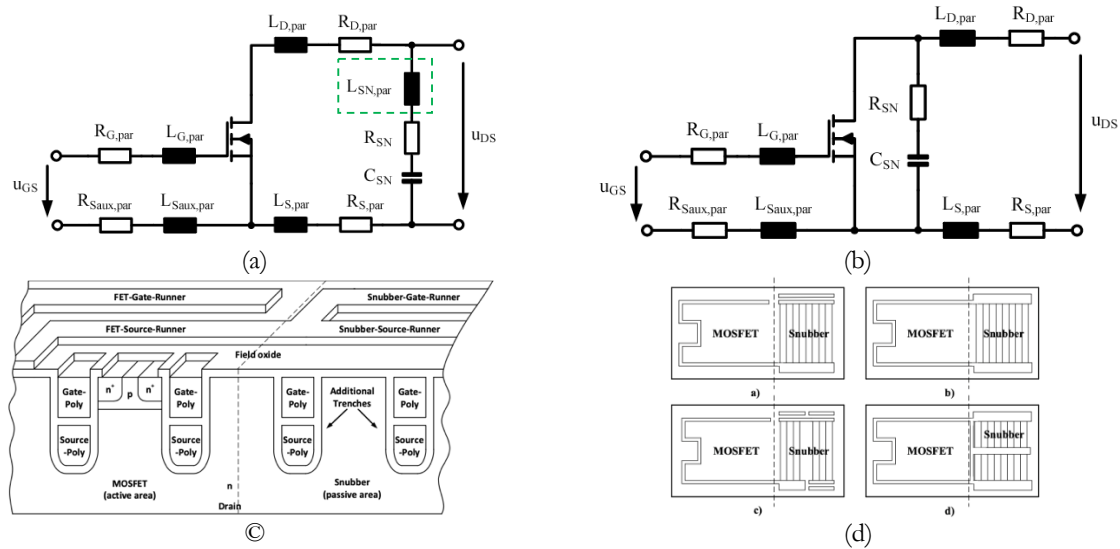 L_D,par R_D,par
L_SN,par
R_SN
C_SN
u_DS
R_G,par L_G,par
u_GS
R_Saux,par L_Saux,par L_S,par R_S,par
(a)
L_D,par R_D,par
R_SN
C_SN
u_DS
R_G,par L_G,par
u_GS
R_Saux,par L_Saux,par L_S,par R_S,par
(b)
FET-Gate-Runner Snubber-Gate-Runner
FET-Source-Runner Snubber-Source-Runner
Field oxide
Gate-
Poly
n+ p n+
Gate-
Poly
Gate-
Poly
Additional
Trenches
Gate-
Poly
Source
-Poly
Source
-Poly
Source
-Poly
Source
-Poly
MOSFET
(active area)
n
Drain
Snubber
(passive area)
©
MOSFET Snubber
a)
MOSFET Snubber
b)
MOSFET Snubber
c)
MOSFET Snubber
d)
(d)